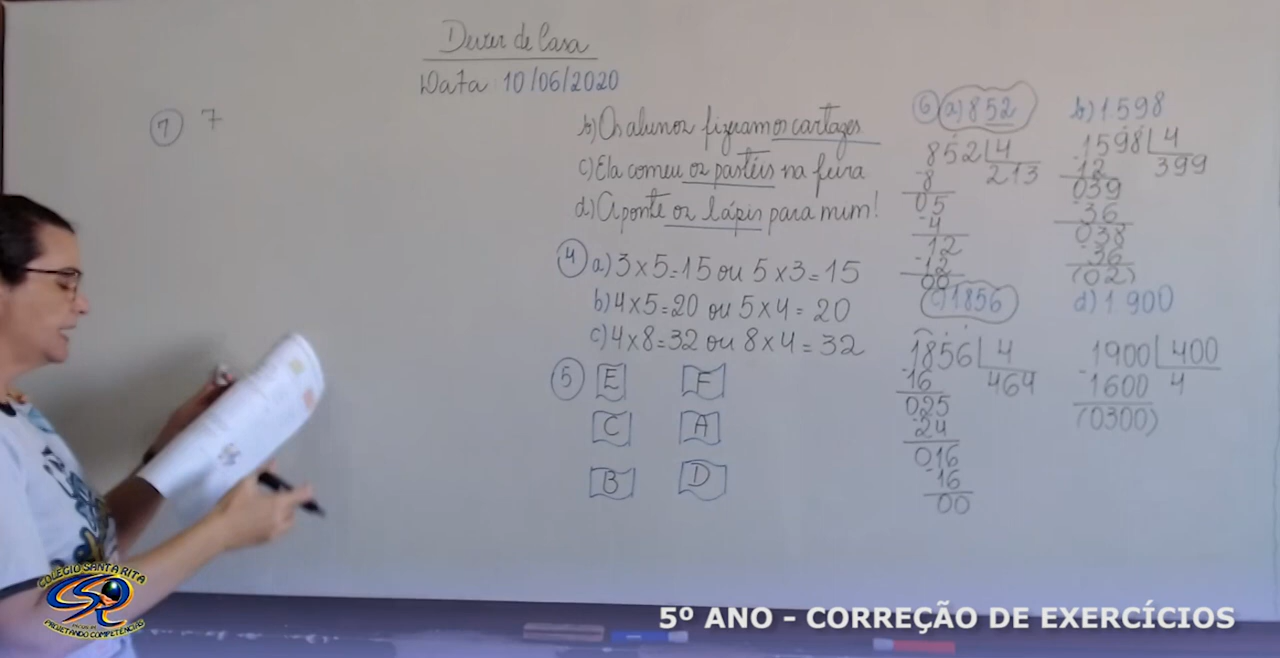 Dever de Casa
Data 10/06/2020
7 7
b) Os alunos fizeram os cartazes.
c) Ela comeu os pastéis na feira
d) Aponte os lápis para mim!
4 a) 3 x 5 = 15 ou 5 x 3 = 15
b) 4 x 5 = 20 ou 5 x 4 = 20
c) 4 x 8 = 32 ou 8 x 4 = 32
5 E F
C A
B D
6 a) 852
852 4
-8 213
05
-4
12
-12
00
b) 1598
1598 4
-12 399
039
-36
038
-36
(02)
c) 1856
1856 4
-16 464
025
-24
016
-16
00
d) 1.900
1900 400
-1600 4
(0300)
COLÉGIO SANTA RITA
PROJETANDO COMPETÊNCIAS
5º ANO - CORREÇÃO DE EXERCÍCIOS